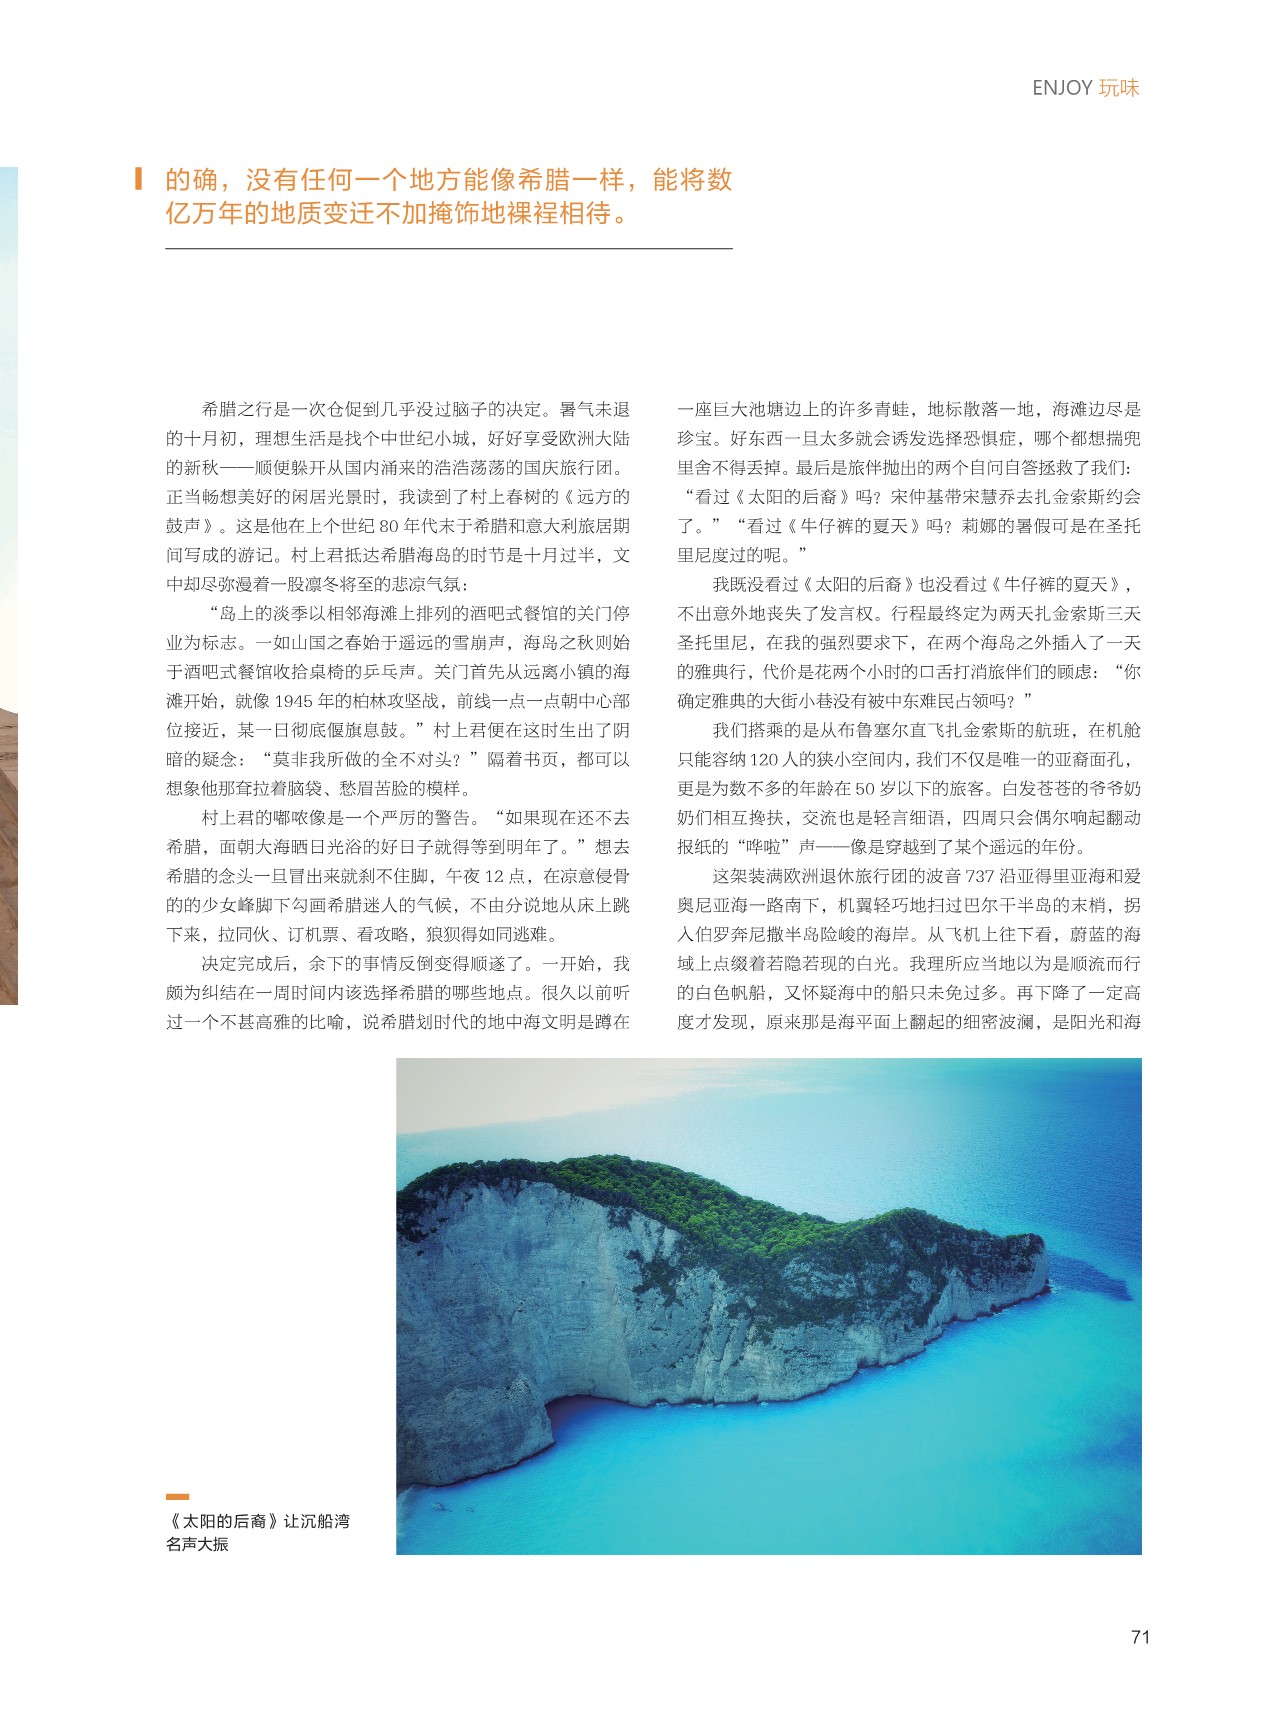 ENJOY 玩味
的确，没有任何一个地方能像希腊一样，能将数
亿万年的地质变迁不加掩饰地裸裎相待。
希腊之行是一次仓促到几乎没过脑子的决定。暑气未退
的十月初，理想生活是找个中世纪小城，好好享受欧洲大陆
的新秋——顺便躲开从国内涌来的浩浩荡荡的国庆旅行团。
正当畅想美好的闲居光景时，我读到了村上春树的《远方的
鼓声》。这是他在上个世纪 80 年代末于希腊和意大利旅居期
间写成的游记。村上君抵达希腊海岛的时节是十月过半，文
中却尽弥漫着一股凛冬将至的悲凉气氛：
“岛上的淡季以相邻海滩上排列的酒吧式餐馆的关门停
业为标志。一如山国之春始于遥远的雪崩声，海岛之秋则始
于酒吧式餐馆收拾桌椅的乒乓声。关门首先从远离小镇的海
滩开始，就像 1945 年的柏林攻坚战，前线一点一点朝中心部
位接近，某一日彻底偃旗息鼓。”村上君便在这时生出了阴
暗的疑念：“莫非我所做的全不对头？”隔着书页，都可以
想象他那耷拉着脑袋、愁眉苦脸的模样。
村上君的嘟哝像是一个严厉的警告。“如果现在还不去
希腊，面朝大海晒日光浴的好日子就得等到明年了。”想去
希腊的念头一旦冒出来就刹不住脚，午夜 12 点，在凉意侵骨
的的少女峰脚下勾画希腊迷人的气候，不由分说地从床上跳
下来，拉同伙、订机票、看攻略，狼狈得如同逃难。
决定完成后，余下的事情反倒变得顺遂了。一开始，我
颇为纠结在一周时间内该选择希腊的哪些地点。很久以前听
过一个不甚高雅的比喻，说希腊划时代的地中海文明是蹲在
一座巨大池塘边上的许多青蛙，地标散落一地，海滩边尽是
珍宝。好东西一旦太多就会诱发选择恐惧症，哪个都想揣兜
里舍不得丢掉。最后是旅伴抛出的两个自问自答拯救了我们：
“看过《太阳的后裔》吗？宋仲基带宋慧乔去扎金索斯约会
了。”“看过《牛仔裤的夏天》吗？莉娜的暑假可是在圣托
里尼度过的呢。”
我既没看过《太阳的后裔》也没看过《牛仔裤的夏天》，
不出意外地丧失了发言权。行程最终定为两天扎金索斯三天
圣托里尼，在我的强烈要求下，在两个海岛之外插入了一天
的雅典行，代价是花两个小时的口舌打消旅伴们的顾虑：“你
确定雅典的大街小巷没有被中东难民占领吗？”
我们搭乘的是从布鲁塞尔直飞扎金索斯的航班，在机舱
只能容纳 120 人的狭小空间内，我们不仅是唯一的亚裔面孔，
更是为数不多的年龄在 50 岁以下的旅客。白发苍苍的爷爷奶
奶们相互搀扶，交流也是轻言细语，四周只会偶尔响起翻动
报纸的“哗啦”声——像是穿越到了某个遥远的年份。
这架装满欧洲退休旅行团的波音 737 沿亚得里亚海和爱
奥尼亚海一路南下，机翼轻巧地扫过巴尔干半岛的末梢，拐
入伯罗奔尼撒半岛险峻的海岸。从飞机上往下看，蔚蓝的海
域上点缀着若隐若现的白光。我理所应当地以为是顺流而行
的白色帆船，又怀疑海中的船只未免过多。再下降了一定高
度才发现，原来那是海平面上翻起的细密波澜，是阳光和海
《太阳的后裔》让沉船湾
名声大振
71